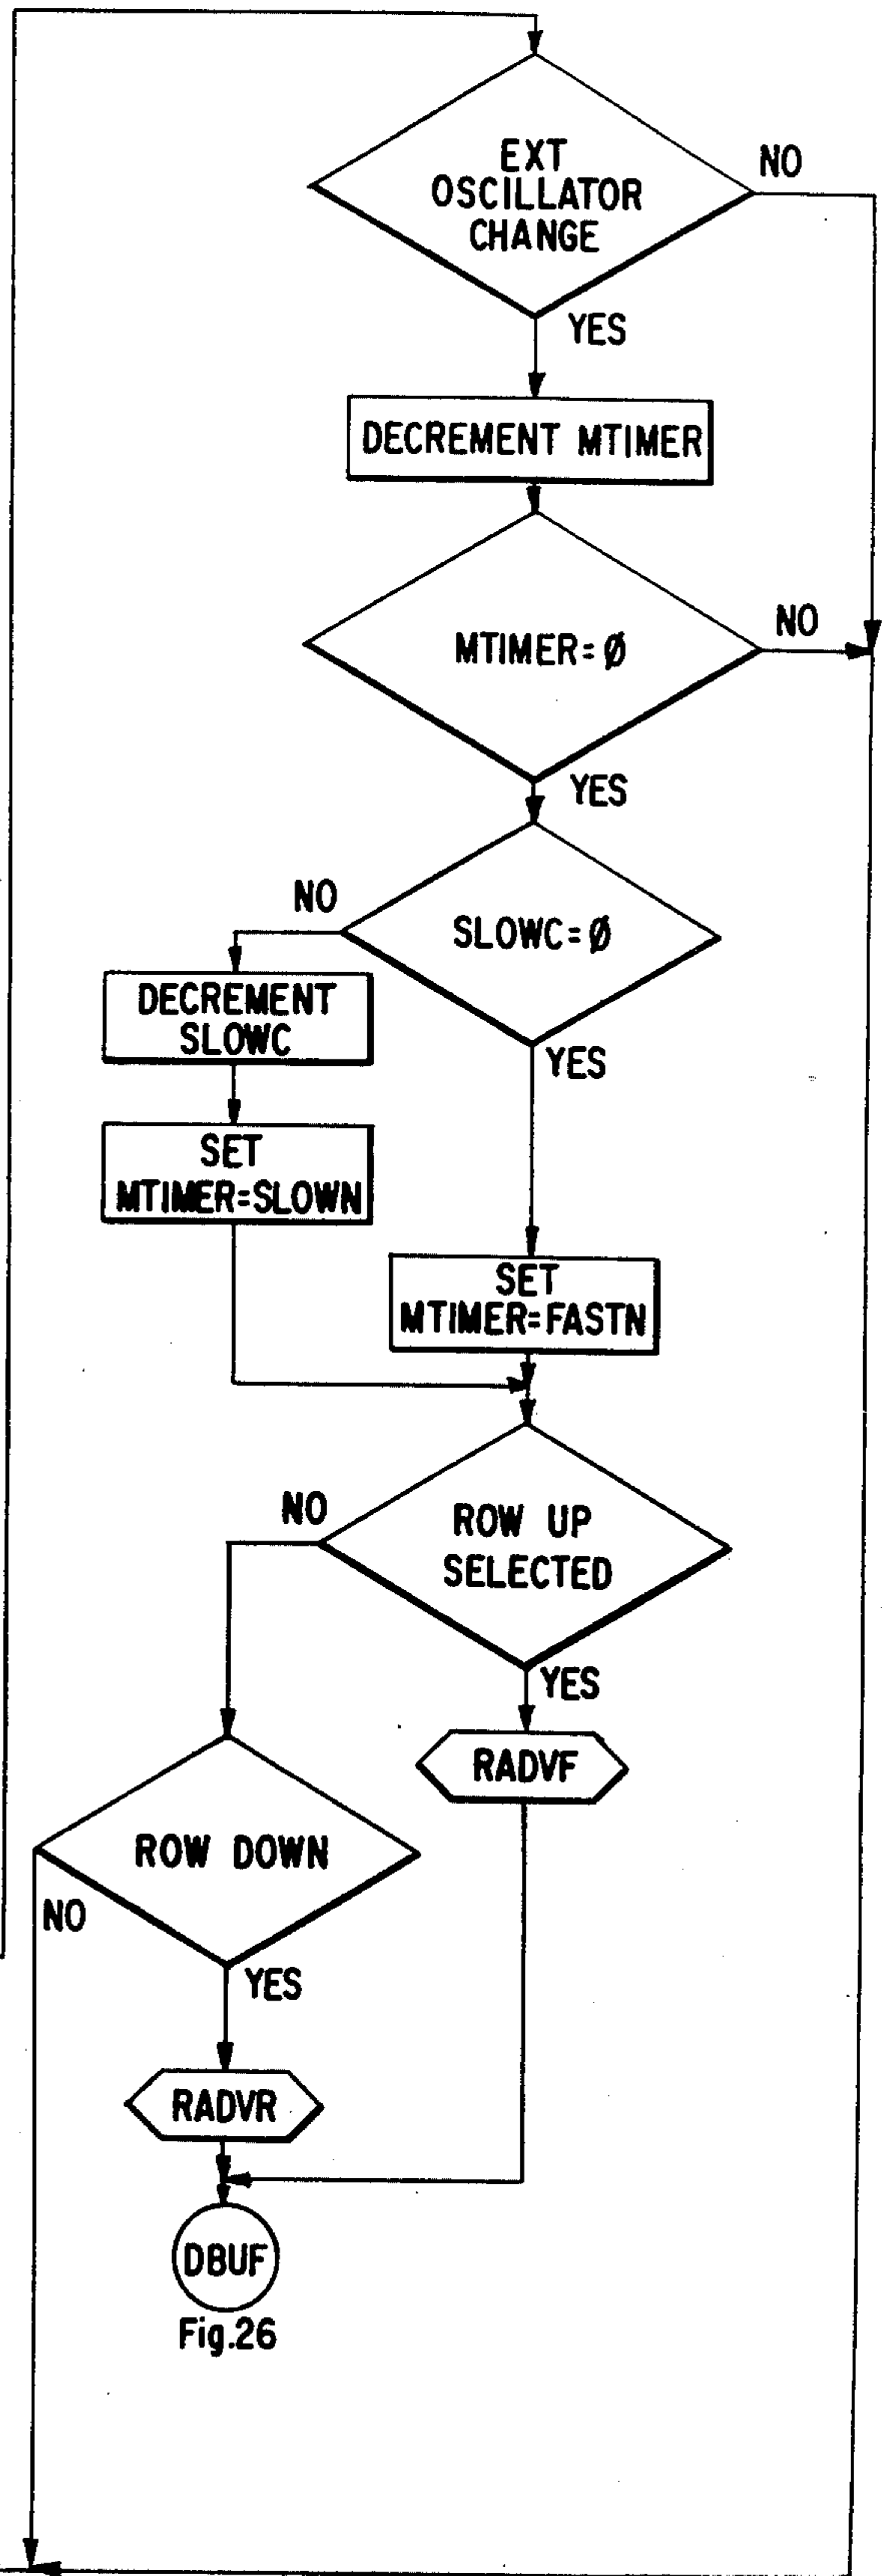 EXT
OSCILLATOR
CHANGE
NO
YES
DECREMENT MTIMER
MTIMER=Ø
NO
YES
SLOWC=Ø
NO
YES
DECREMENT
SLOWC
SET
MTIMER=SLOWN
SET
MTIMER=FASTN
ROW UP
SELECTED
NO
YES
RADVF
ROW DOWN
NO
YES
RADVR
DBUF
Fig.26